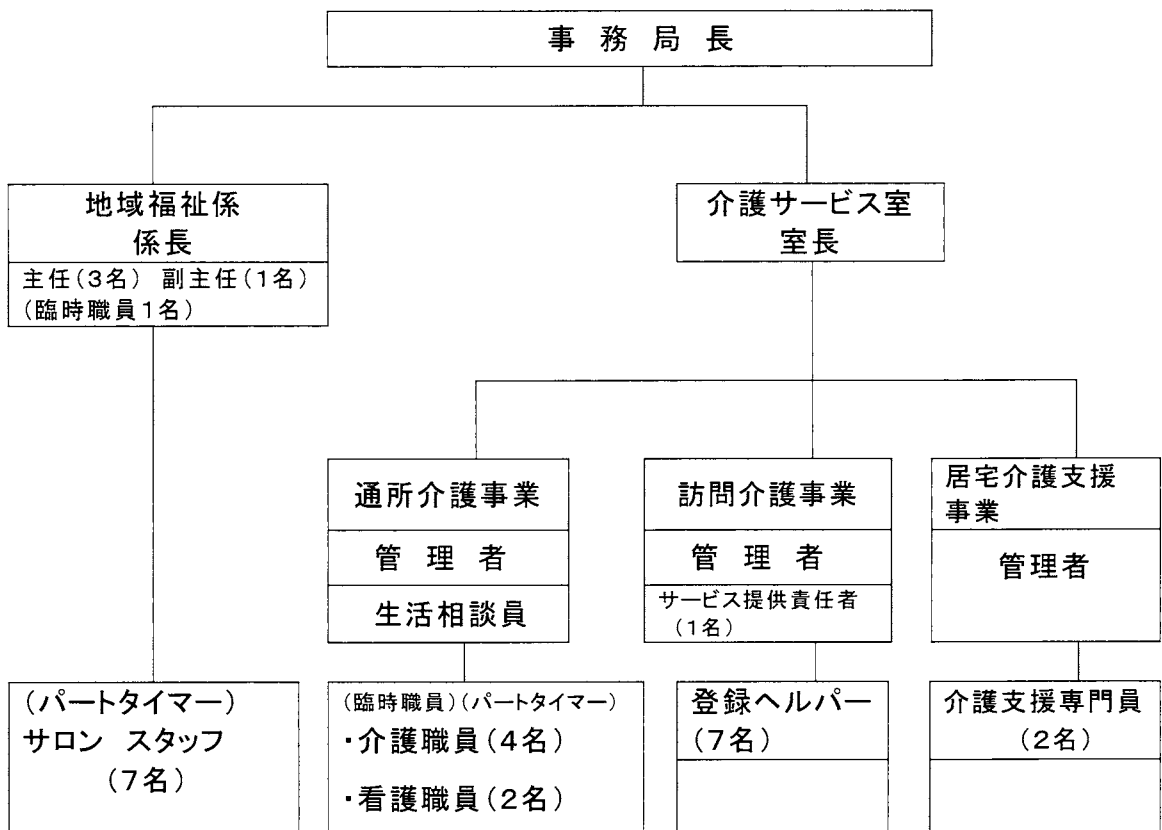 事務局長
地域福祉係
係長
主任(3名) 副主任(1名)
(臨時職員1名)
介護サービス室
室長
通所介護事業
管理者
生活相談員
訪問介護事業
管理者
サービス提供責任者
(1名)
居宅介護支援
事業
管理者
(パートタイマー)
サロン スタッフ
(7名)
(臨時職員)(パートタイマー)
・介護職員(4名)
・看護職員(2名)
登録ヘルパー
(7名)
介護支援専門員
(2名)